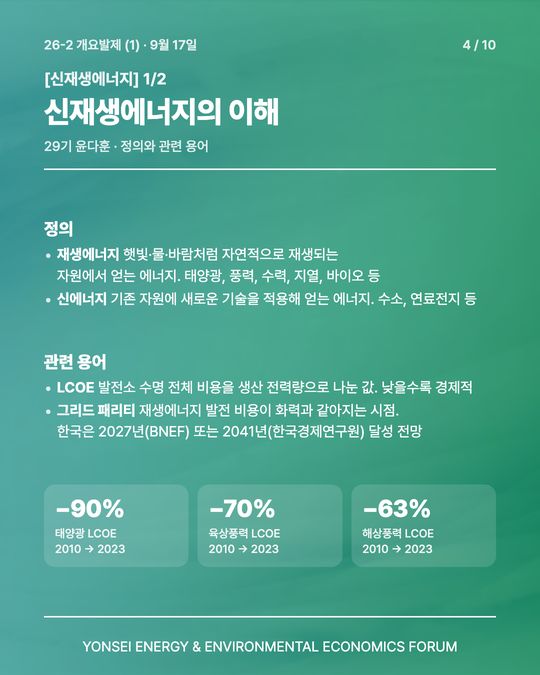 26-2 개요발제 (1) · 9월 17일
4 / 10
[신재생에너지] 1/2
신재생에너지의 이해
29기 윤다훈 · 정의와 관련 용어
정의
• 재생에너지 햇빛·물·바람처럼 자연적으로 재생되는
자원에서 얻는 에너지. 태양광, 풍력, 수력, 지열, 바이오 등
• 신에너지 기존 자원에 새로운 기술을 적용해 얻는 에너지. 수소, 연료전지 등
관련 용어
• LCOE 발전소 수명 전체 비용을 생산 전력량으로 나눈 값. 낮을수록 경제적
• 그리드 패리티 재생에너지 발전 비용이 화력과 같아지는 시점.
한국은 2027년(BNEF) 또는 2041년(한국경제연구원) 달성 전망
−90%
태양광 LCOE
2010 → 2023
−70%
육상풍력 LCOE
2010 → 2023
−63%
해상풍력 LCOE
2010 → 2023
YONSEI ENERGY & ENVIRONMENTAL ECONOMICS FORUM